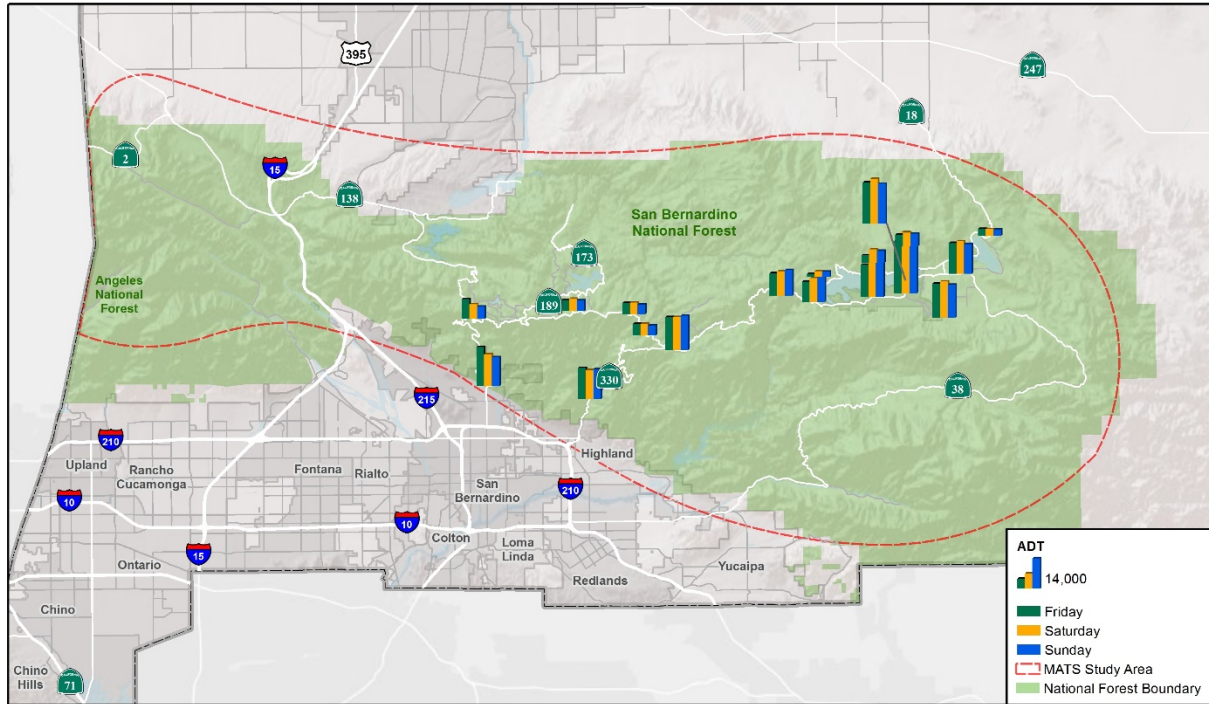 395
247
18
2
15
138
San Bernardino
National Forest
173
Angeles
National
Forest
189
330
38
215
210
Upland
Rancho
Cucamonga
Fontana
Rialto
Highland
San
Bernardino
210
10
10
Colton
Loma
Linda
15
Ontario
Redlands
Yucaipa
Chino
Chino
Hills
71
ADT
14,000
Friday
Saturday
Sunday
MATS Study Area
National Forest Boundary